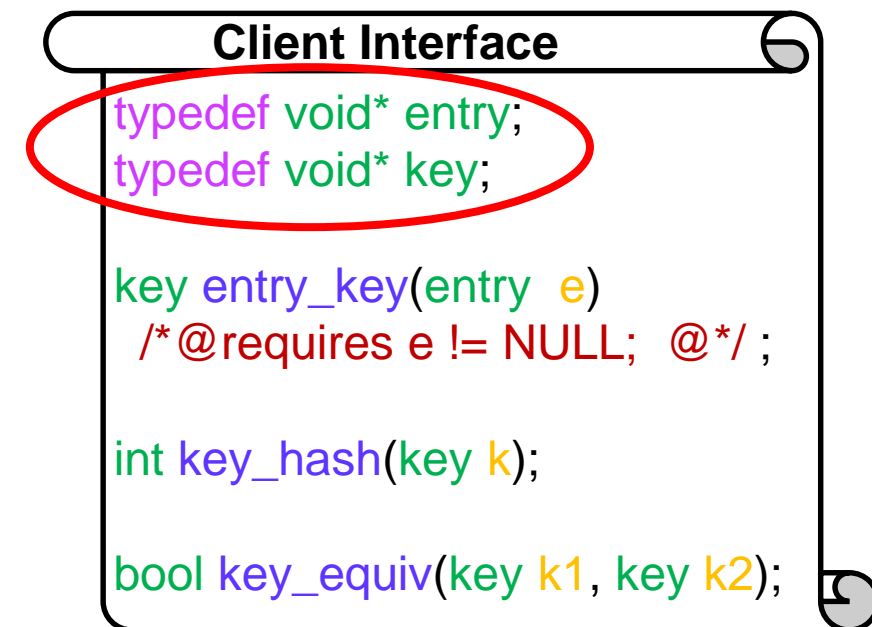 Client Interface
typedef void* entry;
typedef void* key;
key entry_key(entry e)
/*@requires e != NULL; @*/ ;
int key_hash(key k);
bool key_equiv(key k1, key k2);